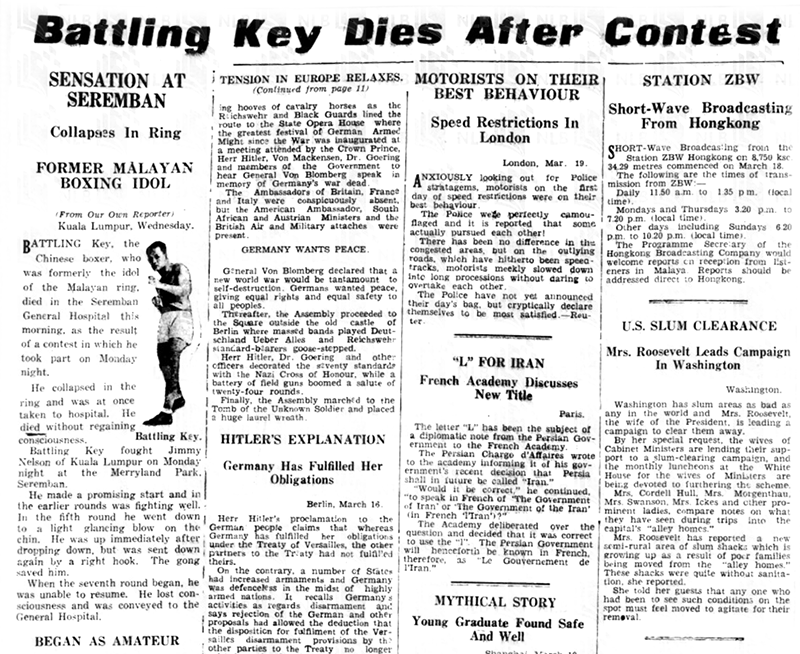 Battling Key Dies After Contest
SENSATION AT
SEREMBAN
Collapses In Ring
FORMER MALAYAN
BOXING IDOL
(From Our Own Reporter)
Kuala Lumpur, Wednesday.
BATTLING Key, the
Chinese boxer, who
was formerly the idol
of the Malayan ring,
died in the Seremban
General Hospital this
morning, as the result
of a contest in which he
took part on Monday
night.
He collapsed in the
ring and was at once
taken to hospital. He
died without regaining
consciousness.
Battling Key.
Battling Key fought Jimmy
Nelson of Kuala Lumpur on Monday
night at the Merryland Park,
Seremban.
He made a promising start and in
the earlier rounds was fighting well.
In the fifth round he went down
to a light glancing blow on the
chin. He was up immediately after
dropping down, but was sent down
again by a right hook. The gong
saved him.
When the seventh round began, he
was unable to resume. He lost con-
sciousness and was conveyed to the
General Hospital.
BEGAN AS AMATEUR
TENSION IN EUROPE RELAXES.
(Continued from page 11)
ing hooves of cavalry horses as the
Reichswehr and Black Guards lined the
route to the State Opera House where
the greatest festival of German Armed
Might since the War was inaugurated at
a meeting attended by the Crown Prince,
Herr Hitler, Von Mackensen, Dr. Goering
and members of the Government to
hear General Von Blomberg speak in
memory of Germany's war dead.
The Ambassadors of Britain, France
and Italy were conspicuously absent,
but the American Ambassador, South
African and Austrian Ministers and the
British Air and Military attaches were
present.
GERMANY WANTS PEACE.
General Von Blomberg declared that a
new world war would be tantamount to
self-destruction. Germans wanted peace,
giving equal rights and equal safety to
all peoples.
Thereafter, the Assembly proceeded to
the Square outside the old castle of
Berlin where massed bands played Deut-
schland Ueber Alles and Reichswehr
standard-bearers goose-stepped.
Herr Hitler, Dr. Goering and other
officers decorated the seventy standards
with the Nazi Cross of Honour, while a
battery of field guns boomed a salute of
twenty-four rounds.
Finally, the Assembly marched to the
Tomb of the Unknown Soldier and placed
a huge laurel wreath.
HITLER'S EXPLANATION
Germany Has Fulfilled Her
Obligations
Berlin, March 16.
Herr Hitler's proclamation to the
German people claims that whereas
Germany has fulfilled her obligations
under the Treaty of Versailles, the other
partners to the Treaty had not fulfilled
theirs.
On the contrary, a number of States
had increased armaments and Germany
was defenceless in the midst of highly
armed nations. It recalls Germany's
activities as regards disarmament and
says rejection of the German and other
proposals had allowed the deduction that
the disposition for fulfilment of the Ver-
sailles disarmament provisions by the
other parties to the Treaty no longer
MOTORISTS ON THEIR
BEST BEHAVIOUR
Speed Restrictions In
London
London, Mar. 19.
ANXIOUSLY looking out for Police
stratagems, motorists on the first
day of speed restrictions were on their
best behaviour.
The Police were perfectly camou-
flaged and it is reported that some
actually pursued each other!
There has been no difference in the
congested areas, but on the outlying
roads, which have hitherto been speed-
tracks, motorists meekly slowed down
into long processions without daring to
overtake each other.
The Police have not yet announced
their day's bag, but cryptically declare
themselves to be most satisfied.—Reu-
ter.
"L" FOR IRAN
French Academy Discusses
New Title
Paris.
The letter "L" has been the subject of
a diplomatic note from the Persian Gov-
ernment to the French Academy.
The Persian Charge d'Affaires wrote
to the academy informing it of his gov-
ernment's recent decision that Persia
shall in future be called "Iran."
"Would it be correct," he continued,
"to speak in French of 'The Government
of Iran' or 'The Government of the Iran'
(in French 'l'Iran')?"
The Academy deliberated over the
question and decided that it was correct
to use the "l". The Persian Government
will henceforth be known in French,
therefore, as "Le Gouvernement de
l'Iran."
MYTHICAL STORY
Young Graduate Found Safe
And Well
STATION ZBW
Short-Wave Broadcasting
From Hongkong
SHORT-Wave Broadcasting from the
Station ZBW Hongkong on 8,750 kcs
34.29 metres commenced on March 18.
The following are the times of trans-
mission from ZBW:—
Daily 11.50 a.m. to 1.35 p.m. (local
time).
Mondays and Thursdays 3.20 p.m. to
7.20 p.m. (local time).
Other days including Sundays 6.20
p.m. to 10.20 p.m. (local time).
The Programme Secretary of the
Hongkong Broadcasting Company would
welcome reports on reception from list-
eners in Malaya. Reports should be
addressed direct to Hongkong.
U.S. SLUM CLEARANCE
Mrs. Roosevelt Leads Campaign
In Washington
Washington.
Washington has slum areas as bad as
any in the world and Mrs. Roosevelt,
the wife of the President, is leading a
campaign to clear them away.
By her special request, the wives of
Cabinet Ministers are lending their sup-
port to a slum-clearing campaign, and
the monthly luncheons at the White
House for the wives of Ministers are
being devoted to furthering the scheme.
Mrs. Cordell Hull, Mrs. Morgenthau,
Mrs. Swanson, Mrs. Ickes and other pro-
minent ladies, compare notes on what
they have seen during trips into the
capital's "alley homes."
Mrs. Roosevelt has reported a new
semi-rural area of slum shacks which is
growing up as a result of poor families
being moved from the "alley homes."
These shacks were quite without sanita-
tion, she reported.
She told her guests that any one who
had been to see such conditions on the
spot must feel moved to agitate for their
removal.